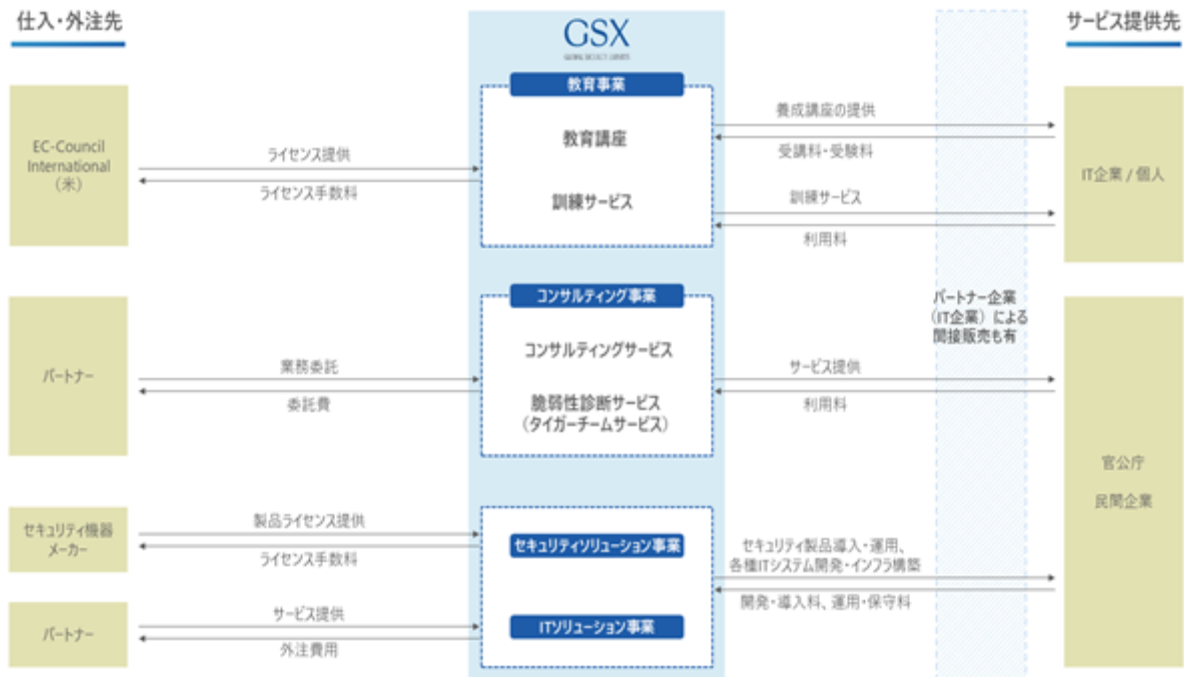 仕入・外注先
GSX
サービス提供先
EC-Council
International
（米）
ライセンス提供
ライセンス手数料
教育事業
教育講座
訓練サービス
養成講座の提供
受講料・受験料
訓練サービス
利用料
IT企業 / 個人
パートナー企業
（IT企業）による
間接販売も有
パートナー
業務委託
委託費
コンサルティング事業
コンサルティングサービス
脆弱性診断サービス
（タイガーチームサービス）
サービス提供
利用料
官公庁
民間企業
セキュリティ機器
メーカー
製品ライセンス提供
ライセンス手数料
セキュリティソリューション事業
セキュリティ製品導入・運用、
各種ITシステム開発・インフラ構築
開発・導入料、運用・保守料
パートナー
サービス提供
外注費用
ITソリューション事業